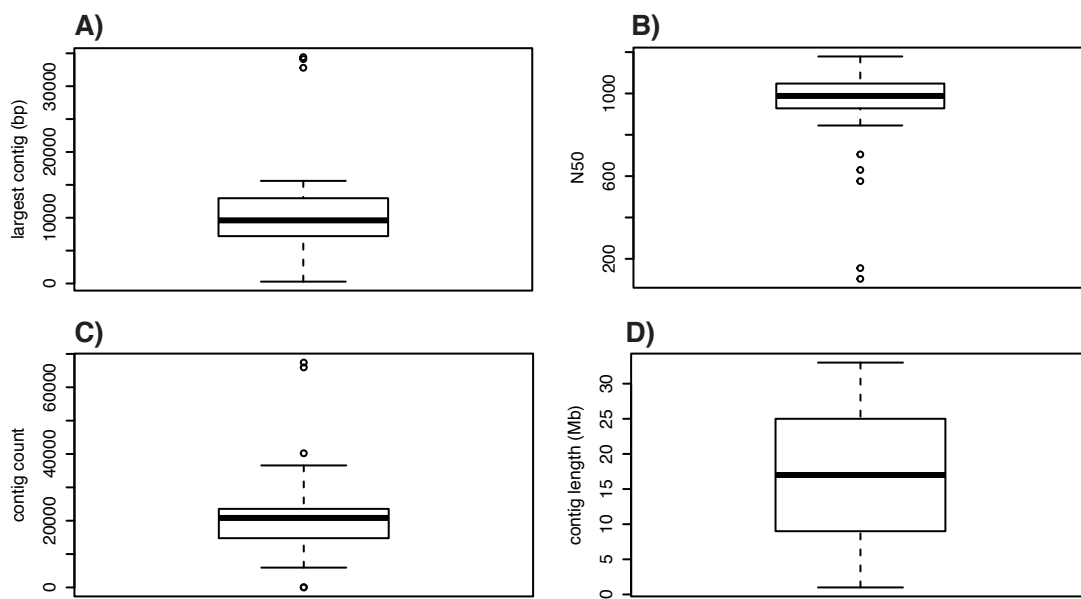 A)
largest contig (bp)
30000
20000
10000
0
B)
N50
1000
600
200
C)
contig count
60000
40000
20000
0
D)
contig length (Mb)
30
25
20
15
10
5
0